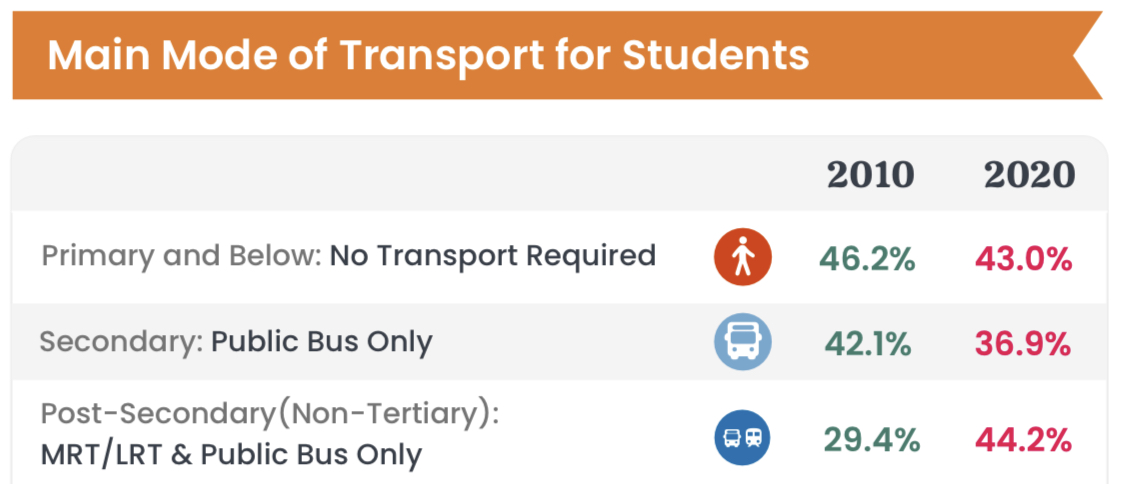 Main Mode of Transport for Students
2010 2020
Primary and Below: No Transport Required 46.2% 43.0%
Secondary: Public Bus Only 42.1% 36.9%
Post-Secondary(Non-Tertiary):
MRT/LRT & Public Bus Only 29.4% 44.2%